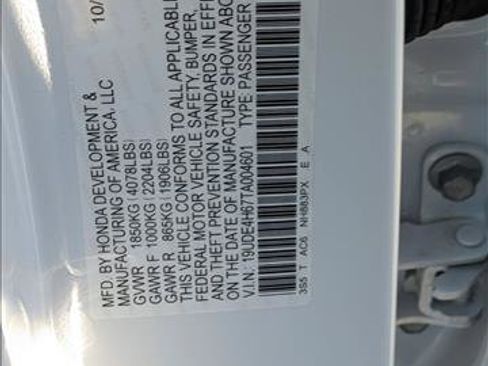 MFD. BY HONDA DEVELOPMENT & 10/
MANUFACTURING OF AMERICA, LLC
GVWR 1850KG (4078LBS)
GAWR F 1000KG (2204LBS)
GAWR R 865KG (1906LBS)
THIS VEHICLE CONFORMS TO ALL APPLICABLE
FEDERAL MOTOR VEHICLE SAFETY, BUMPER,
AND THEFT PREVENTION STANDARDS IN EFFE
ON THE DATE OF MANUFACTURE SHOWN ABO
V.I.N. 19UDE4H67TA004601 TYPE: PASSENGER
3S5 T AC6 NH883PX E A